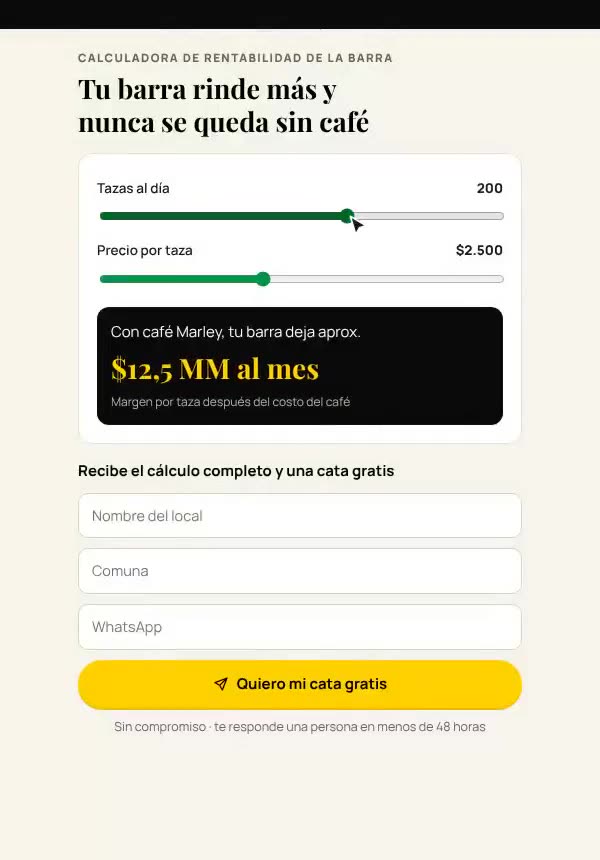 CALCULADORA DE RENTABILIDAD DE LA BARRA
Tu barra rinde más y
nunca se queda sin café
Tazas al día 200
Precio por taza $2.500
Con café Marley, tu barra deja aprox.
$12,5 MM al mes
Margen por taza después del costo del café
Recibe el cálculo completo y una cata gratis
Nombre del local
Comuna
WhatsApp
Quiero mi cata gratis
Sin compromiso · te responde una persona en menos de 48 horas